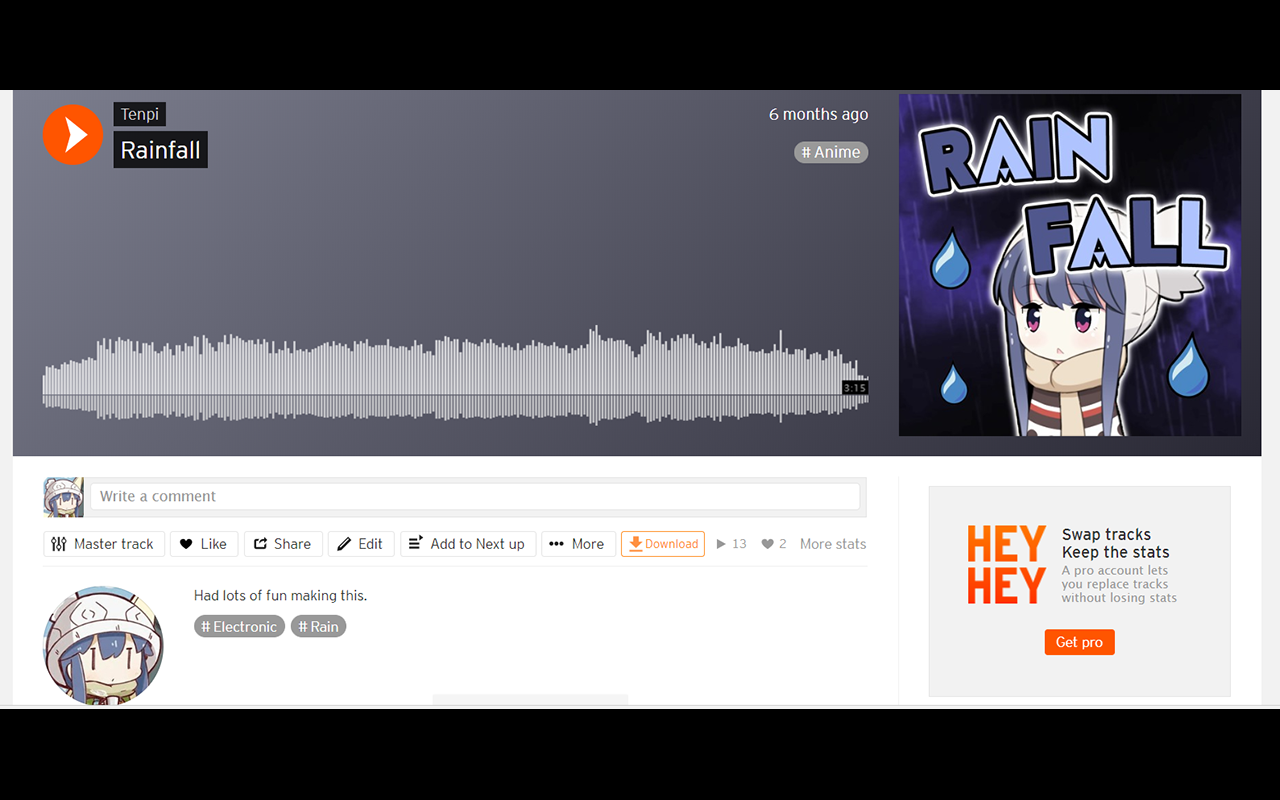 Tenpi
Rainfall
6 months ago
# Anime
RAIN
FALL
3:15
Write a comment
Master track
Like
Share
Edit
Add to Next up
More
Download
13
2
More stats
Had lots of fun making this.
# Electronic
# Rain
HEY
HEY
Swap tracks
Keep the stats
A pro account lets
you replace tracks
without losing stats
Get pro